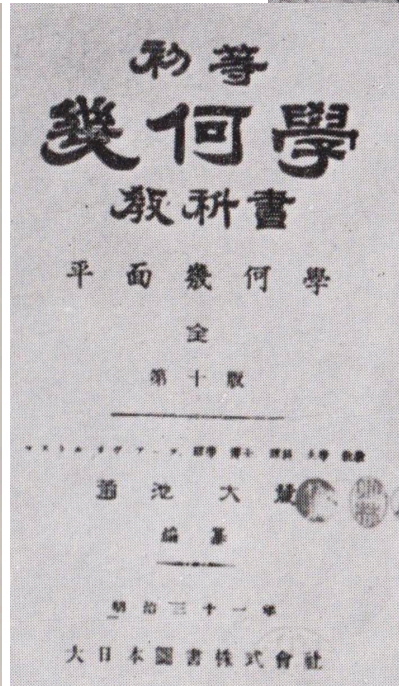 初等
幾何學
教科書
平面幾何學
全
第十版
理學
菊池大麓
編纂
明治三十一年
大日本圖書株式會社